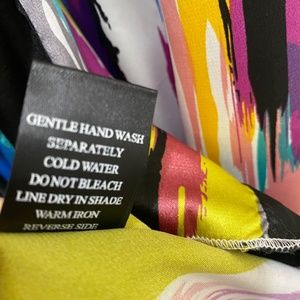 GENTLE HAND WASH
SEPARATELY
COLD WATER
DO NOT BLEACH
LINE DRY IN SHADE
WARM IRON
REVERSE SIDE